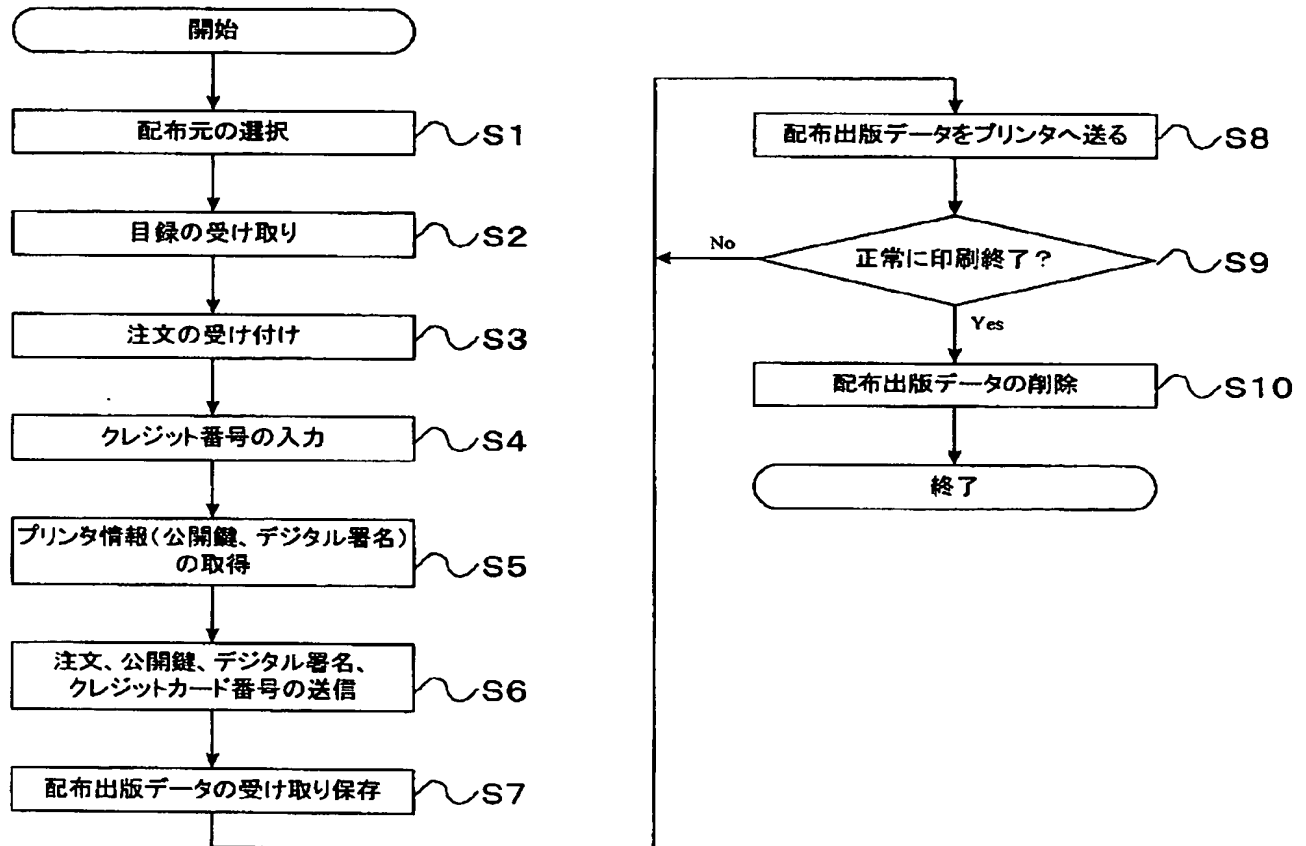 開始
配布元の選択
S1
目録の受け取り
S2
注文の受け付け
S3
クレジット番号の入力
S4
プリンタ情報(公開鍵、デジタル署名)
の取得
S5
注文、公開鍵、デジタル署名、
クレジットカード番号の送信
S6
配布出版データの受け取り保存
S7
配布出版データをプリンタへ送る
S8
正常に印刷終了?
S9
No
Yes
配布出版データの削除
S10
終了